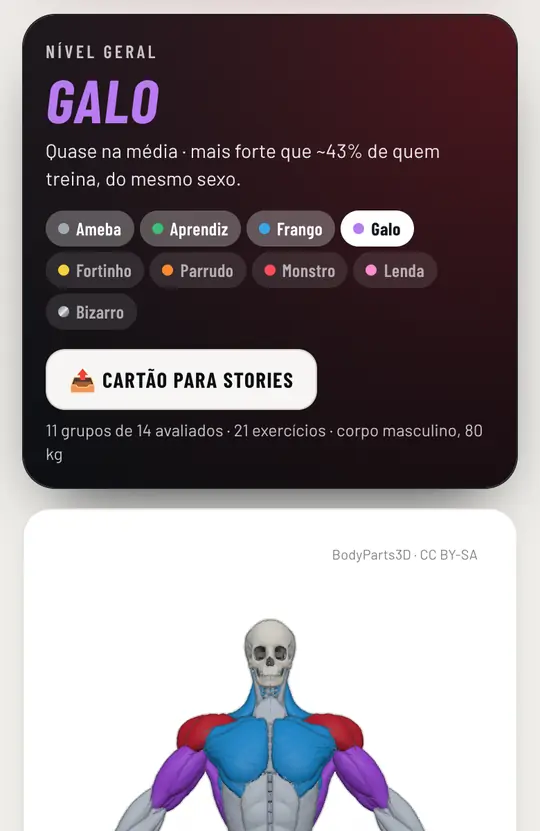 NÍVEL GERAL
GALO
Quase na média · mais forte que ~43% de quem
treina, do mesmo sexo.
Ameba Aprendiz Frango Galo
Fortinho Parrudo Monstro Lenda
Bizarro
CARTÃO PARA STORIES
11 grupos de 14 avaliados · 21 exercícios · corpo masculino, 80
kg
BodyParts3D · CC BY-SA